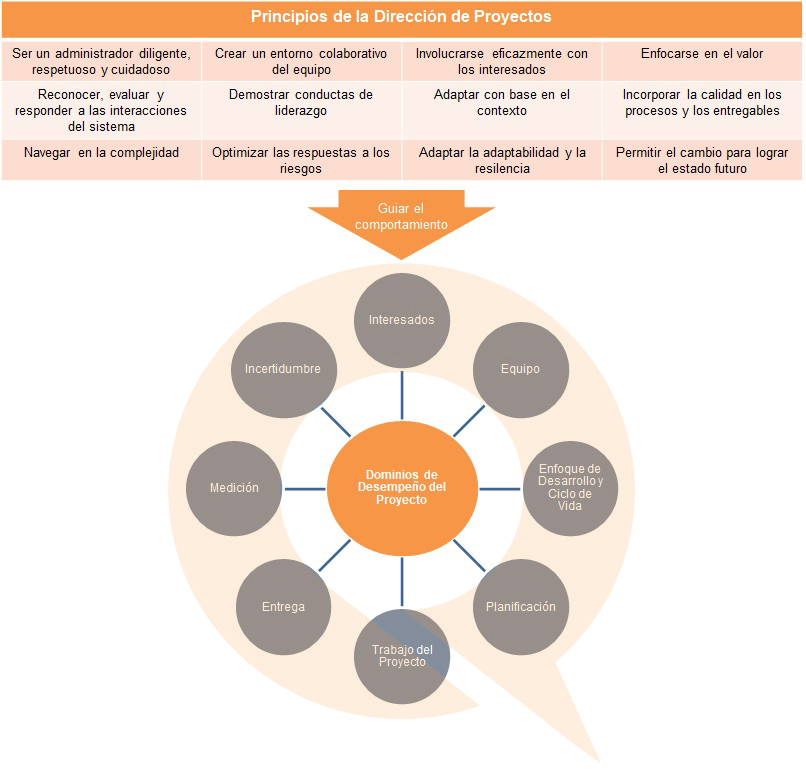 Principios de la Dirección de Proyectos
Ser un administrador diligente,
respetuoso y cuidadoso
Crear un entorno colaborativo
del equipo
Involucrarse eficazmente con
los interesados
Enfocarse en el valor
Reconocer, evaluar y
responder a las interacciones
del sistema
Demostrar conductas de
liderazgo
Adaptar con base en el
contexto
Incorporar la calidad en los
procesos y los entregables
Navegar en la complejidad
Optimizar las respuestas a los
riesgos
Adaptar la adaptabilidad y la
resilencia
Permitir el cambio para lograr
el estado futuro
Guiar el
comportamiento
Interesados
Incertidumbre
Equipo
Medición
Dominios de
Desempeño del
Proyecto
Enfoque de
Desarrollo y
Ciclo de
Vida
Entrega
Planificación
Trabajo del
Proyecto